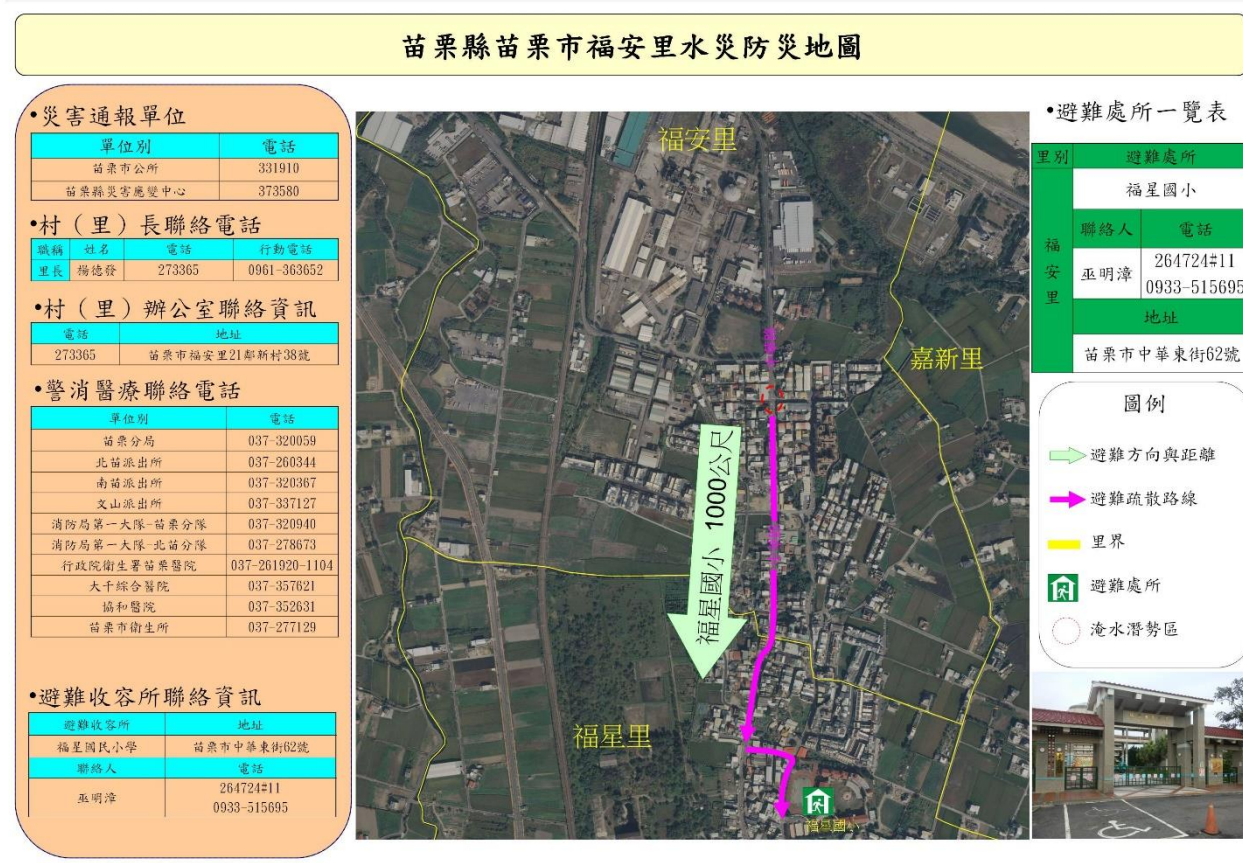 苗栗縣苗栗市福安里水災防災地圖
•災害通報單位
單位別 電話
苗栗市公所 331910
苗栗縣災害應變中心 373580
•村（里）長聯絡電話
職稱 姓名 電話 行動電話
里長 楊德發 273365 0961-363652
•村（里）辦公室聯絡資訊
電話 地址
273365 苗栗市福安里21鄰新村38號
•警消醫療聯絡電話
單位別 電話
苗栗分局 037-320059
北苗派出所 037-260344
南苗派出所 037-320367
文山派出所 037-337127
消防局第一大隊-苗栗分隊 037-320940
消防局第一大隊-北苗分隊 037-278673
行政院衛生署苗栗醫院 037-261920-1104
大千綜合醫院 037-357621
協和醫院 037-352631
苗栗市衛生所 037-277129
•避難收容所聯絡資訊
避難收容所 地址
福星國民小學 苗栗市中華東街62號
聯絡人 電話
巫明漳 264724#11
0933-515695
福安里
嘉新里
福星國小 1000公尺
福星里
福星國小
•避難處所一覽表
里別 避難處所
福安里
福星國小
聯絡人 電話
巫明漳 264724#11
0933-515695
地址
苗栗市中華東街62號
圖例
避難方向與距離
避難疏散路線
里界
避難處所
淹水潛勢區